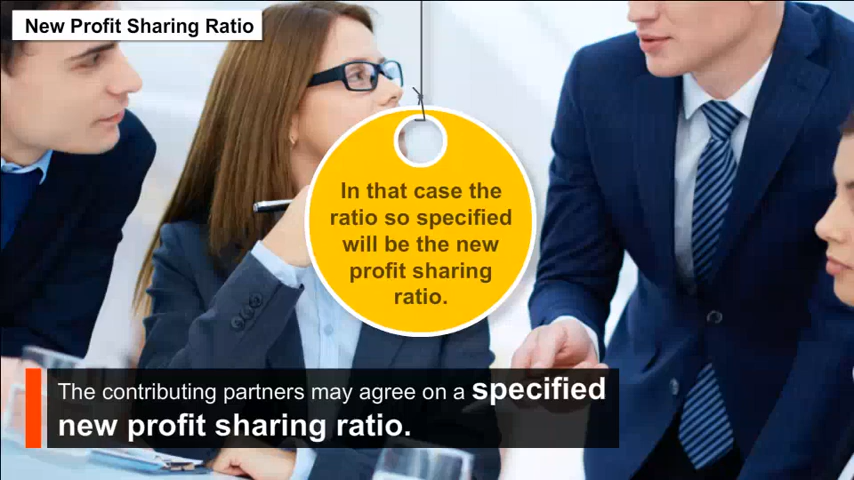 New Profit Sharing Ratio
In that case the
ratio so specified
will be the new
profit sharing
ratio.
The contributing partners may agree on a specified
new profit sharing ratio.